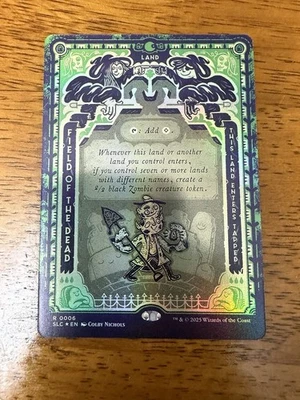 LAND
FIELD OF THE DEAD
: Add
Whenever this land or another
land you control enters,
if you control seven or more lands
with different names, create a
2/2 black Zombie creature token.
THIS LAND ENTERS TAPPED
R 0006
SLC ★ EN Colby Nichols
™ & © 2025 Wizards of the Coast